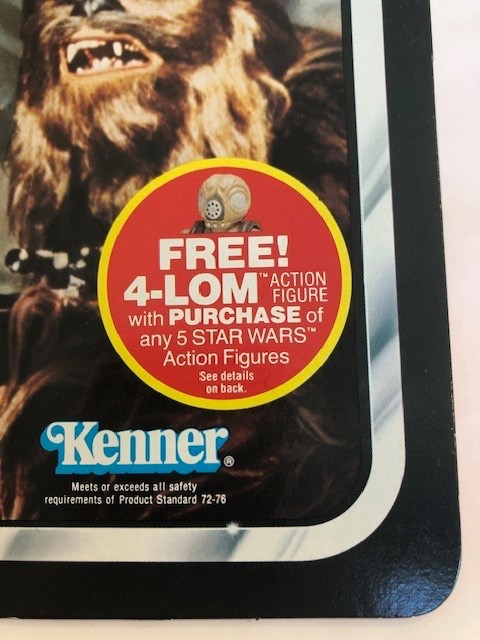 FREE!
4-LOM™ ACTION
FIGURE
with PURCHASE of
any 5 STAR WARS™
Action Figures
See details
on back.
Kenner®
Meets or exceeds all safety
requirements of Product Standard 72-76